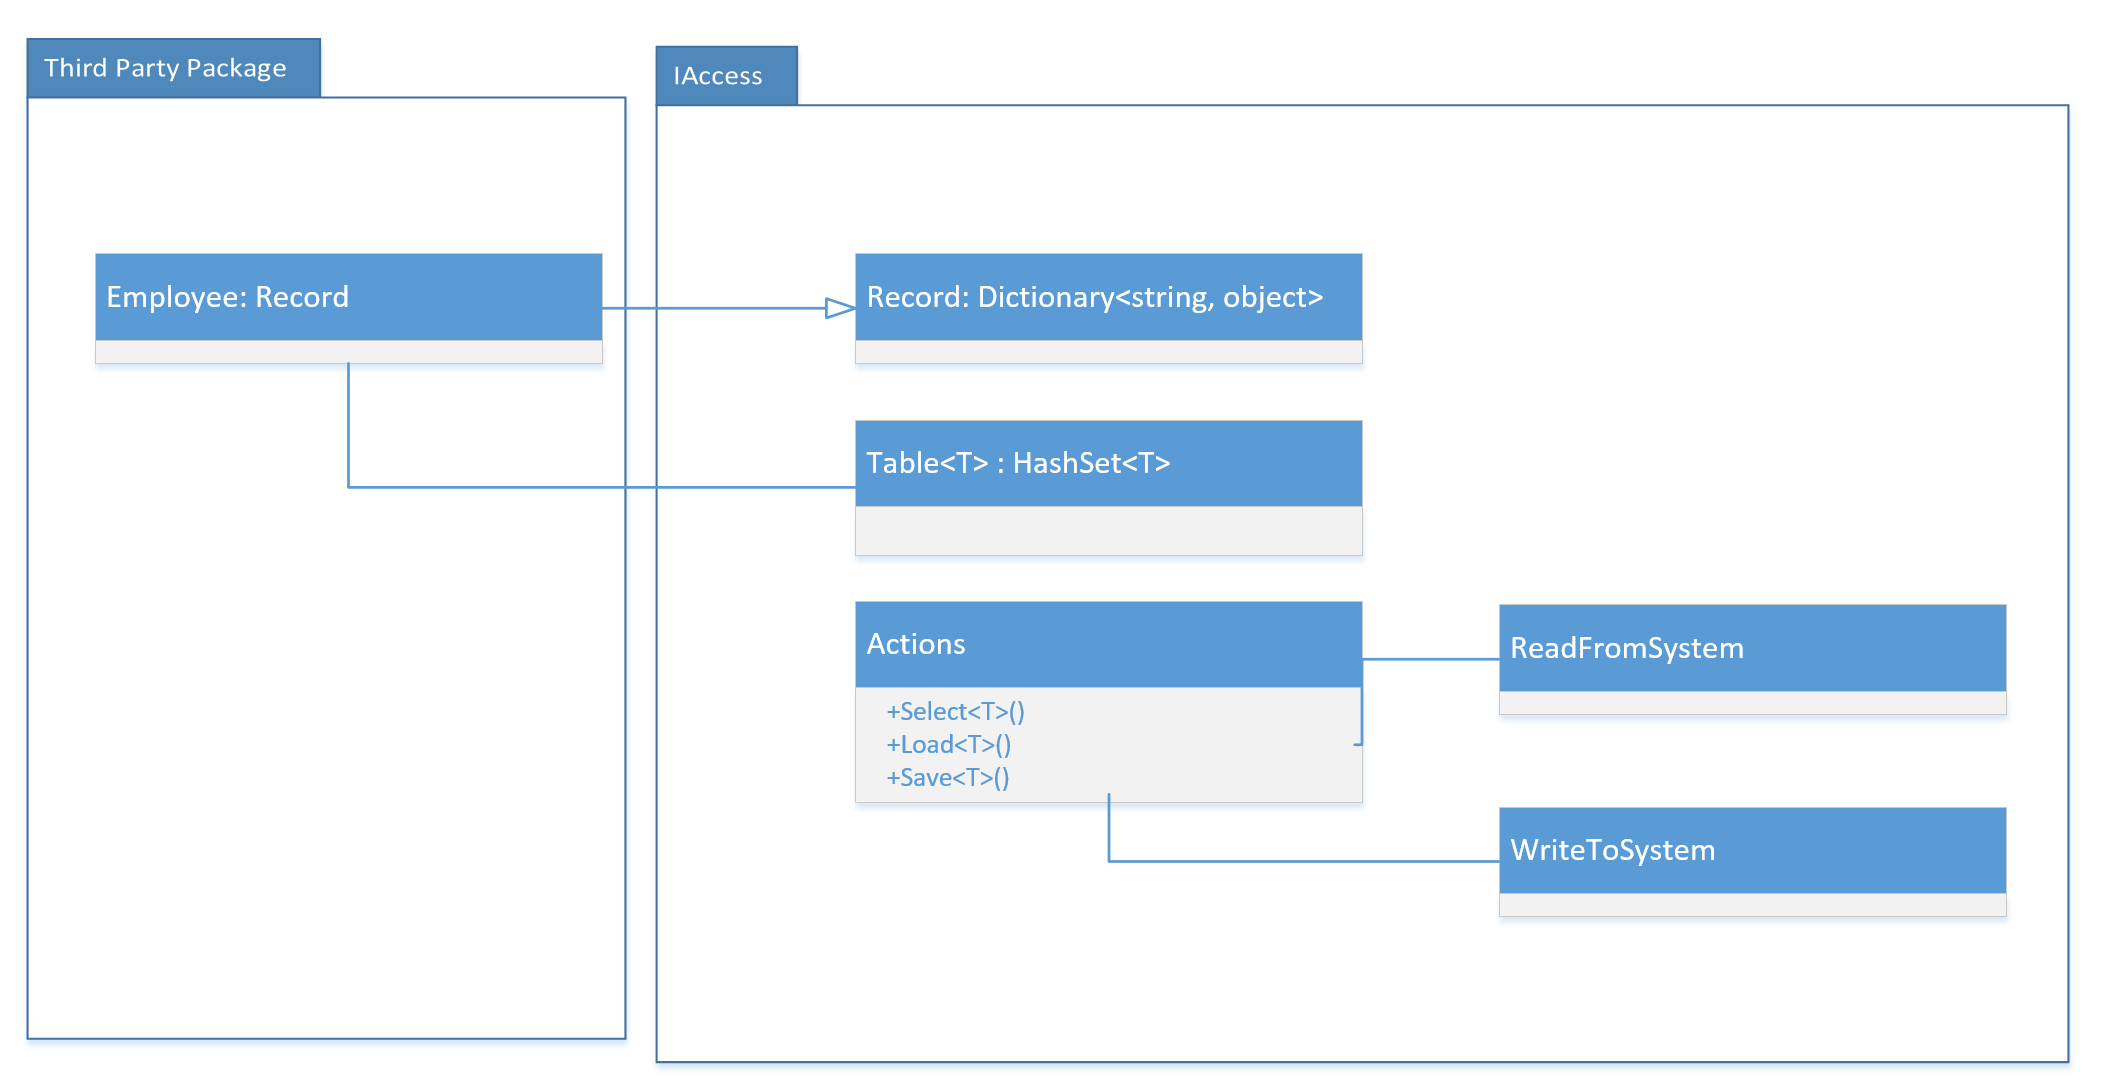 Third Party Package
IAccess
Employee: Record
Record: Dictionary<string, object>
Table<T> : HashSet<T>
Actions
+Select<T>()
+Load<T>()
+Save<T>()
ReadFromSystem
WriteToSystem